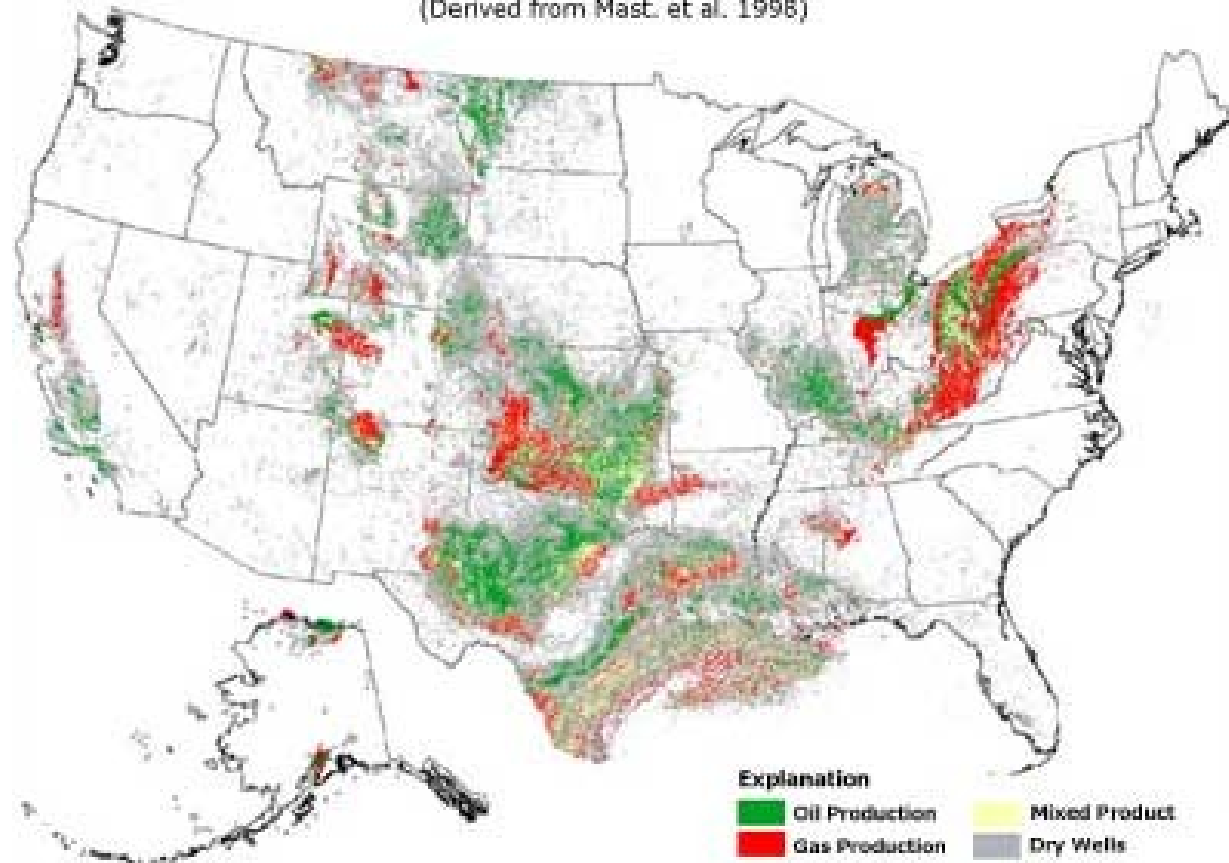 (Derived from Mast. et al. 1998)
Explanation
Oil Production
Mixed Product
Gas Production
Dry Wells